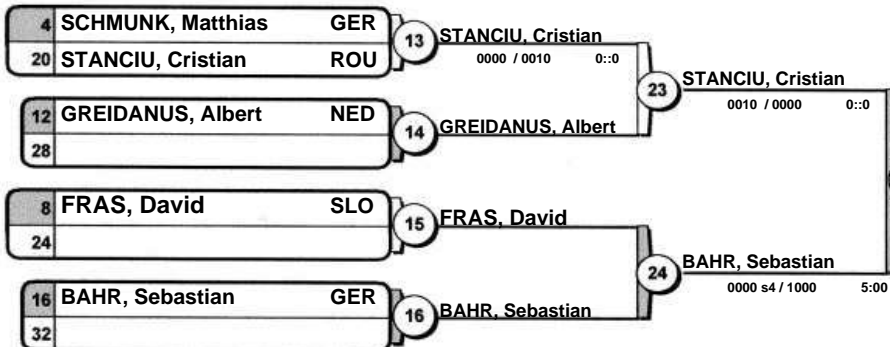 4 SCHMUNK, Matthias GER
20 STANCIU, Cristian ROU
13
STANCIU, Cristian
0000 / 0010 0::0
12 GREIDANUS, Albert NED
28
14
GREIDANUS, Albert
23
STANCIU, Cristian
0010 / 0000 0::0
8 FRAS, David SLO
24
15
FRAS, David
16 BAHR, Sebastian GER
32
16
BAHR, Sebastian
24
BAHR, Sebastian
0000 s4 / 1000 5:00